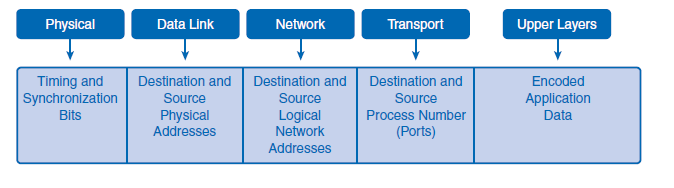 Physical
Data Link
Network
Transport
Upper Layers
Timing and
Synchronization
Bits
Destination and
Source
Physical
Addresses
Destination and
Source
Logical
Network
Addresses
Destination and
Source
Process Number
(Ports)
Encoded
Application
Data